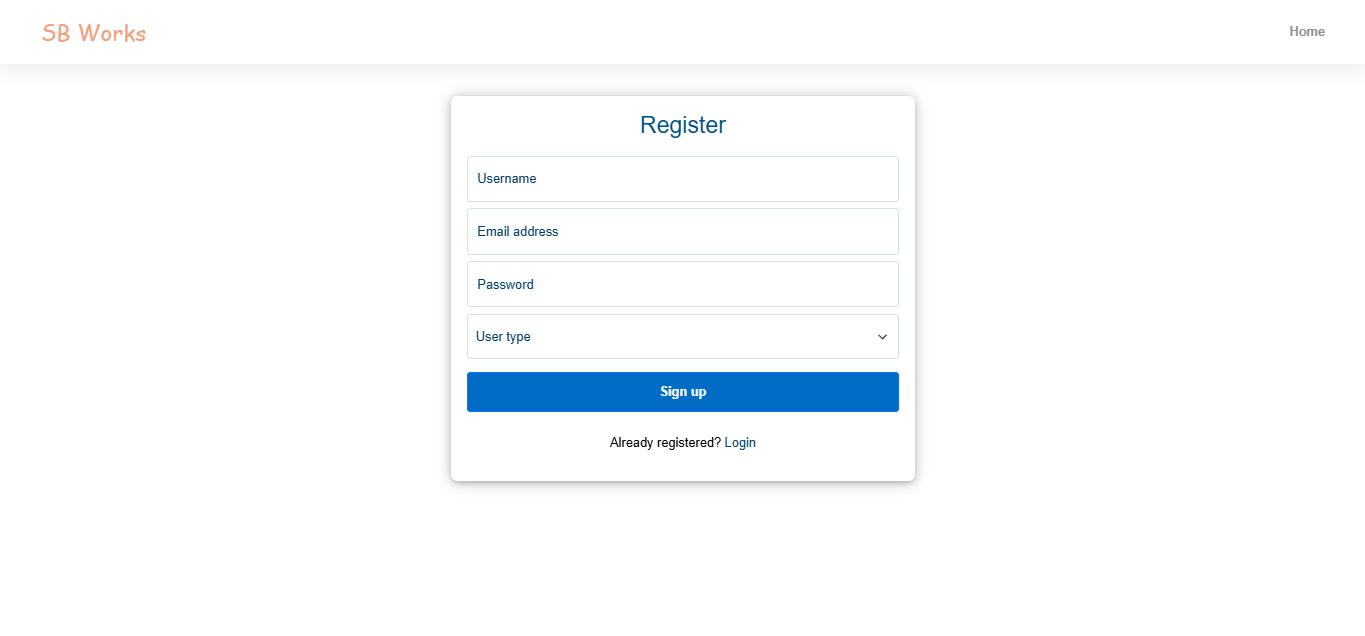 SB Works
Home
Register
Username
Email address
Password
User type
Sign up
Already registered? Login